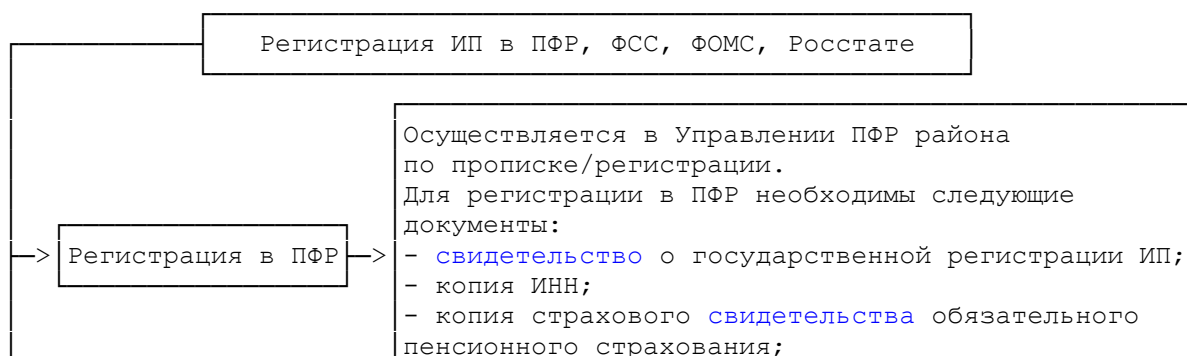 Регистрация ИП в ПФР, ФСС, ФОМС, Росстате
Осуществляется в Управлении ПФР района
по прописке/регистрации.
Для регистрации в ПФР необходимы следующие
документы:
Регистрация в ПФР
- свидетельство о государственной регистрации ИП;
- копия ИНН;
- копия страхового свидетельства обязательного
пенсионного страхования;